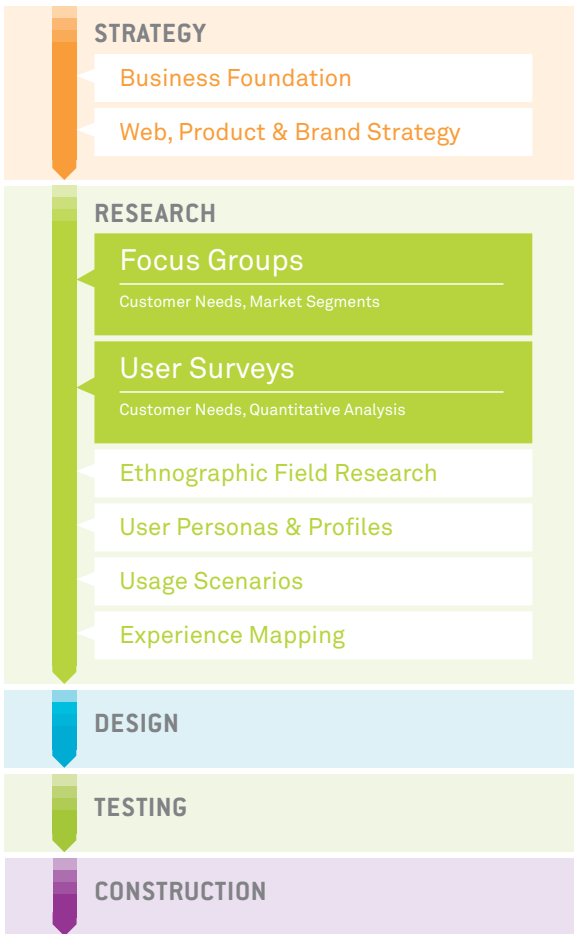 STRATEGY
Business Foundation
Web, Product & Brand Strategy
RESEARCH
Focus Groups
Customer Needs, Market Segments
User Surveys
Customer Needs, Quantitative Analysis
Ethnographic Field Research
User Personas & Profiles
Usage Scenarios
Experience Mapping
DESIGN
TESTING
CONSTRUCTION